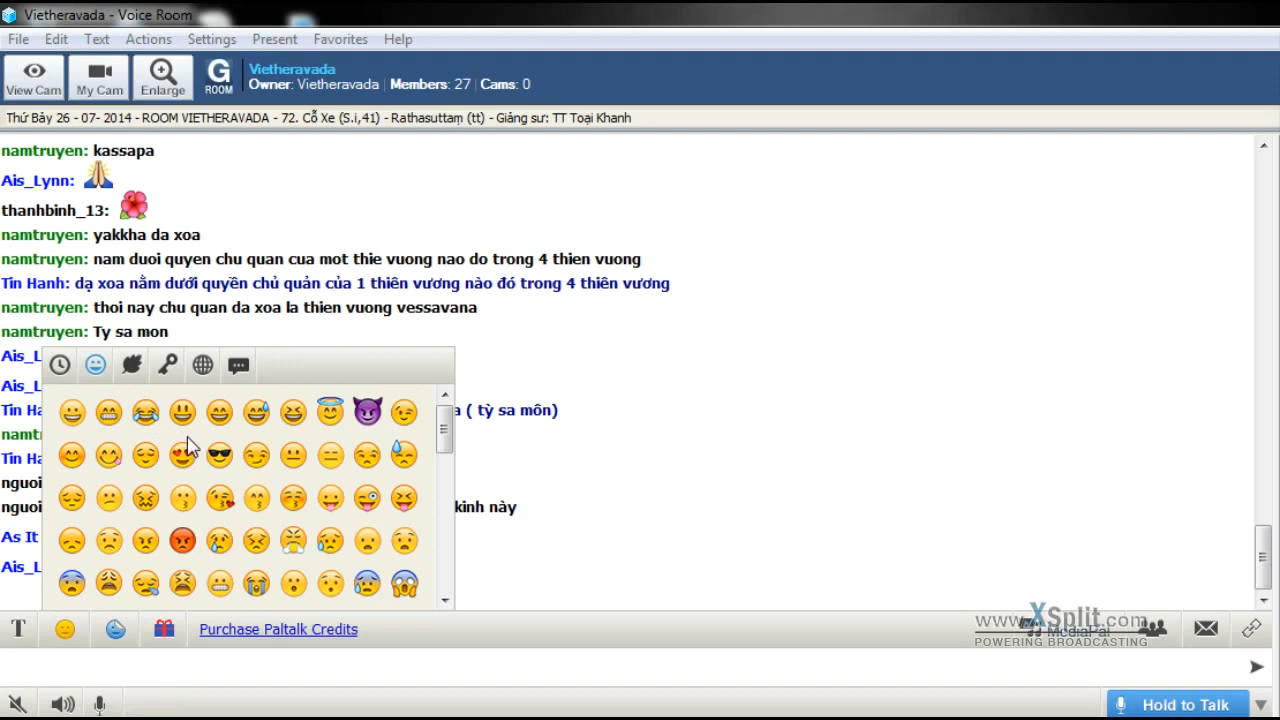 Vietheravada - Voice Room
File Edit Text Actions Settings Present Favorites Help
View Cam My Cam Enlarge G ROOM
Vietheravada
Owner: Vietheravada | Members: 27 | Cams: 0
Thứ Bảy 26 - 07- 2014 - ROOM VIETHERAVADA - 72. Cỗ Xe (S.i,41) - Rathasuttaṃ (tt) - Giảng sư: TT Toại Khanh
namtruyen: kassapa
Ais_Lynn:
thanhbinh_13:
namtruyen: yakkha da xoa
namtruyen: nam duoi quyen chu quan cua mot thie vuong nao do trong 4 thien vuong
Tin Hanh: dạ xoa nằm dưới quyền chủ quản của 1 thiên vương nào đó trong 4 thiên vương
namtruyen: thoi nay chu quan da xoa la thien vuong vessavana
namtruyen: Ty sa mon
Ais_L
Ais_L
Tin Ha a ( tỳ sa môn)
namt
Tin Ha
nguoi
nguoi kinh này
As It
Ais_L
T Purchase Paltalk Credits
www.XSplit.com
MediaPal
POWERING BROADCASTING
Hold to Talk